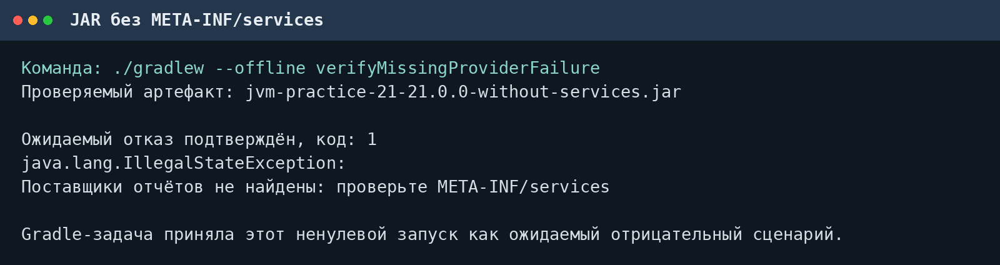 JAR без META-INF/services
Команда: ./gradlew --offline verifyMissingProviderFailure
Проверяемый артефакт: jvm-practice-21-21.0.0-without-services.jar
Ожидаемый отказ подтверждён, код: 1
java.lang.IllegalStateException:
Поставщики отчётов не найдены: проверьте META-INF/services
Gradle-задача приняла этот ненулевой запуск как ожидаемый отрицательный сценарий.